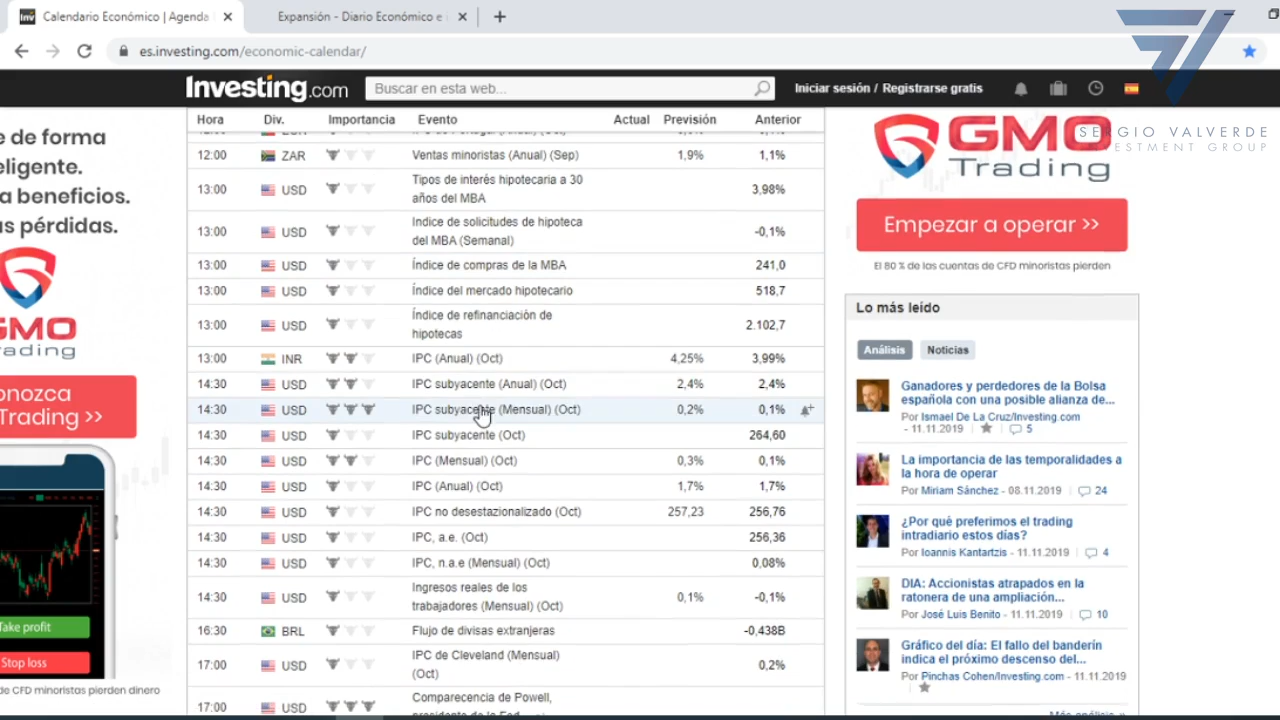 Calendario Económico | Agenda
Expansión - Diario Económico e
es.investing.com/economic-calendar/
Investing.com
Buscar en esta web...
Iniciar sesión / Registrarse gratis
SERGIO VALVERDE
INVESTMENT GROUP
Hora Div. Importancia Evento Actual Previsión Anterior
12:00 ZAR Ventas minoristas (Anual) (Sep) 1,9% 1,1%
13:00 USD Tipos de interés hipotecaria a 30
años del MBA 3,98%
13:00 USD Índice de solicitudes de hipoteca
del MBA (Semanal) -0,1%
13:00 USD Índice de compras de la MBA 241,0
13:00 USD Índice del mercado hipotecario 518,7
13:00 USD Índice de refinanciación de
hipotecas 2.102,7
13:00 INR IPC (Anual) (Oct) 4,25% 3,99%
14:30 USD IPC subyacente (Anual) (Oct) 2,4% 2,4%
14:30 USD IPC subyacente (Mensual) (Oct) 0,2% 0,1%
14:30 USD IPC subyacente (Oct) 264,60
14:30 USD IPC (Mensual) (Oct) 0,3% 0,1%
14:30 USD IPC (Anual) (Oct) 1,7% 1,7%
14:30 USD IPC no desestazionalizado (Oct) 257,23 256,76
14:30 USD IPC, a.e. (Oct) 256,36
14:30 USD IPC, n.a.e (Mensual) (Oct) 0,08%
14:30 USD Ingresos reales de los
trabajadores (Mensual) (Oct) 0,1% -0,1%
16:30 BRL Flujo de divisas extranjeras -0,438B
17:00 USD IPC de Cleveland (Mensual)
(Oct) 0,2%
17:00 USD Comparecencia de Powell,
presidente de la Fed
e de forma
eligente.
a beneficios.
s pérdidas.
GMO
rading
onozca
Trading >>
Take profit
Stop loss
de CFD minoristas pierden dinero
GMO
Trading
Empezar a operar >>
El 80 % de las cuentas de CFD minoristas pierden
Lo más leído
Análisis Noticias
Ganadores y perdedores de la Bolsa
española con una posible alianza de...
Por Ismael De La Cruz/Investing.com
- 11.11.2019 5
La importancia de las temporalidades a
la hora de operar
Por Miriam Sánchez - 08.11.2019 24
¿Por qué preferimos el trading
intradiario estos días?
Por Ioannis Kantartzis - 11.11.2019 4
DIA: Accionistas atrapados en la
ratonera de una ampliación...
Por José Luis Benito - 11.11.2019 10
Gráfico del día: El fallo del banderín
indica el próximo descenso del...
Por Pinchas Cohen/Investing.com - 11.11.2019
Más análisis »